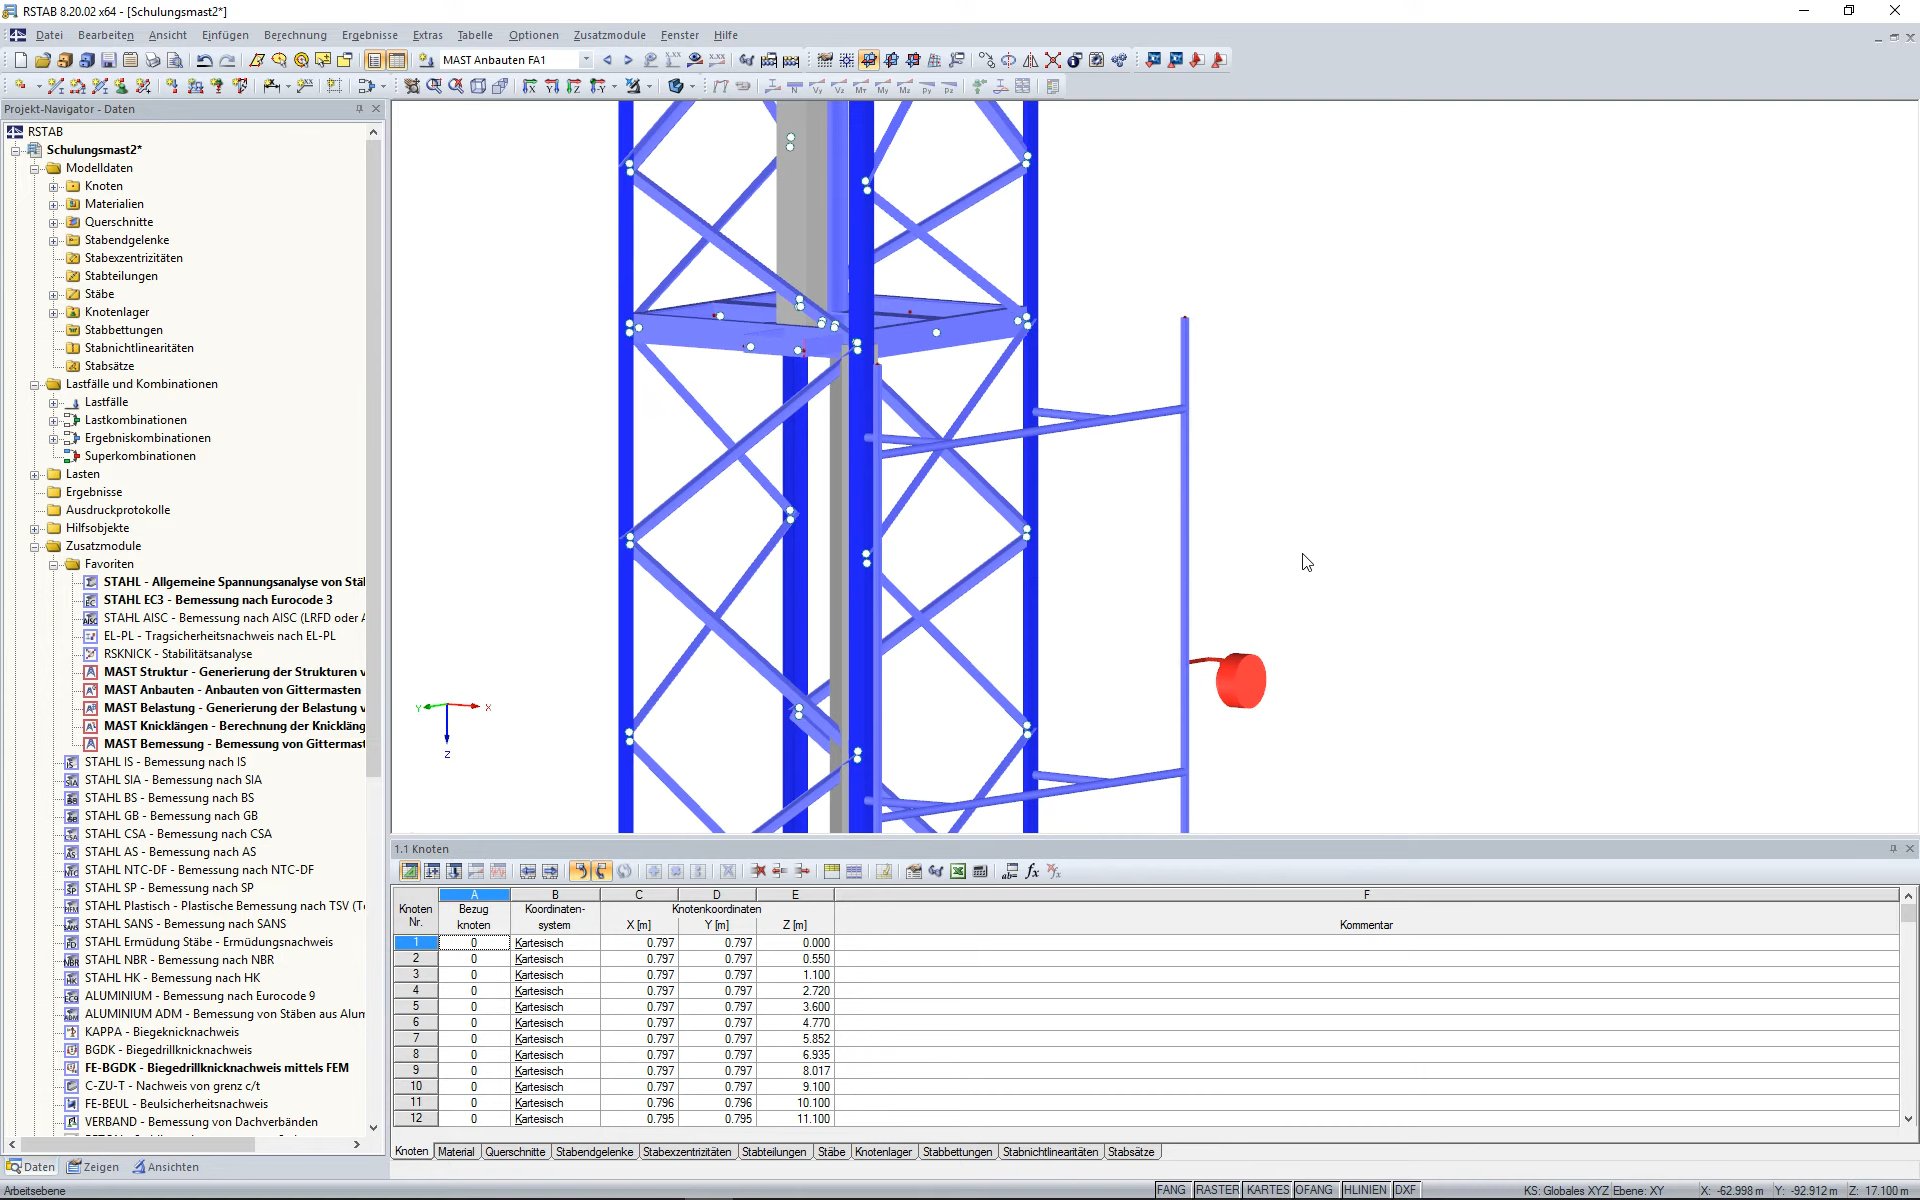 RSTAB 8.20.02 x64 - [Schulungsmast2*]
Datei Bearbeiten Ansicht Einfügen Berechnung Ergebnisse Extras Tabelle Optionen Zusatzmodule Fenster Hilfe
MAST Anbauten FA1
Projekt-Navigator - Daten
RSTAB
Schulungsmast2*
Modelldaten
Knoten
Materialien
Querschnitte
Stabendgelenke
Stabexzentrizitäten
Stabteilungen
Stäbe
Knotenlager
Stabbettungen
Stabnichtlinearitäten
Stabsätze
Lastfälle und Kombinationen
Lastfälle
Lastkombinationen
Ergebniskombinationen
Superkombinationen
Lasten
Ergebnisse
Ausdruckprotokolle
Hilfsobjekte
Zusatzmodule
Favoriten
STAHL - Allgemeine Spannungsanalyse von Stäl
STAHL EC3 - Bemessung nach Eurocode 3
STAHL AISC - Bemessung nach AISC (LRFD oder A
EL-PL - Tragsicherheitsnachweis nach EL-PL
RSKNICK - Stabilitätsanalyse
MAST Struktur - Generierung der Strukturen v
MAST Anbauten - Anbauten von Gittermasten
MAST Belastung - Generierung der Belastung v
MAST Knicklängen - Berechnung der Knickläng
MAST Bemessung - Bemessung von Gittermast
STAHL IS - Bemessung nach IS
STAHL SIA - Bemessung nach SIA
STAHL BS - Bemessung nach BS
STAHL GB - Bemessung nach GB
STAHL CSA - Bemessung nach CSA
STAHL AS - Bemessung nach AS
STAHL NTC-DF - Bemessung nach NTC-DF
STAHL SP - Bemessung nach SP
STAHL Plastisch - Plastische Bemessung nach TSV (Te
STAHL SANS - Bemessung nach SANS
STAHL Ermüdung Stäbe - Ermüdungsnachweis
STAHL NBR - Bemessung nach NBR
STAHL HK - Bemessung nach HK
ALUMINIUM - Bemessung nach Eurocode 9
ALUMINIUM ADM - Bemessung von Stäben aus Alum
KAPPA - Biegeknicknachweis
BGDK - Biegedrillknicknachweis
FE-BGDK - Biegedrillknicknachweis mittels FEM
C-ZU-T - Nachweis von grenz c/t
FE-BEUL - Beulsicherheitsnachweis
VERBAND - Bemessung von Dachverbänden
Daten Zeigen Ansichten
Y X
Z
1.1 Knoten
A B C D E F
Knoten Bezug Koordinaten- Knotenkoordinaten
Nr. knoten system X [m] Y [m] Z [m] Kommentar
1 0 Kartesisch 0.797 0.797 0.000
2 0 Kartesisch 0.797 0.797 0.550
3 0 Kartesisch 0.797 0.797 1.100
4 0 Kartesisch 0.797 0.797 2.720
5 0 Kartesisch 0.797 0.797 3.600
6 0 Kartesisch 0.797 0.797 4.770
7 0 Kartesisch 0.797 0.797 5.852
8 0 Kartesisch 0.797 0.797 6.935
9 0 Kartesisch 0.797 0.797 8.017
10 0 Kartesisch 0.797 0.797 9.100
11 0 Kartesisch 0.796 0.796 10.100
12 0 Kartesisch 0.795 0.795 11.100
Knoten Material Querschnitte Stabendgelenke Stabexzentrizitäten Stabteilungen Stäbe Knotenlager Stabbettungen Stabnichtlinearitäten Stabsätze
Arbeitsebene FANG RASTER KARTES OFANG HLINIEN DXF KS: Globales XYZ Ebene: XY X: -62.998 m Y: -92.912 m Z: 17.100 m